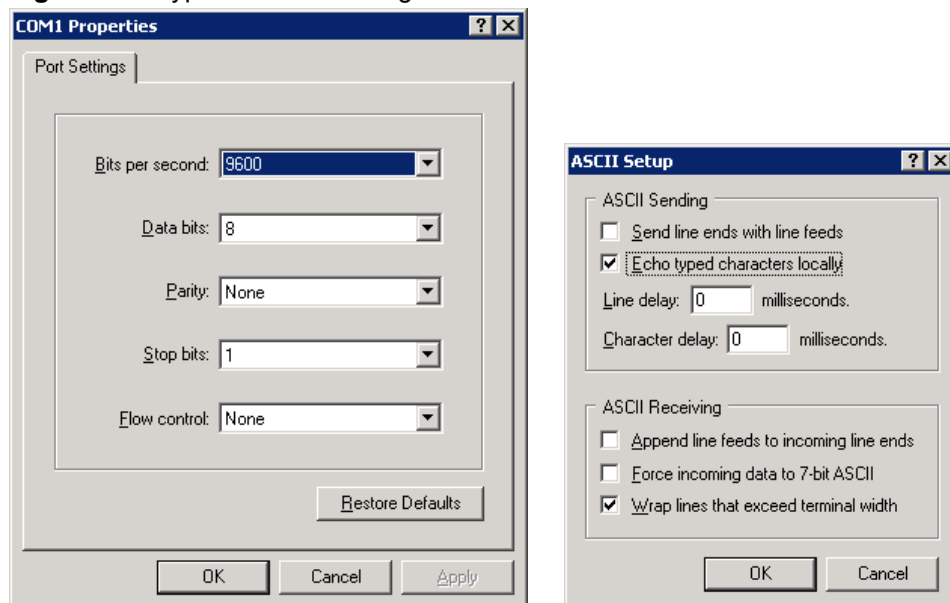 COM1 Properties
Port Settings
Bits per second: 9600
Data bits: 8
Parity: None
Stop bits: 1
Flow control: None
Restore Defaults
OK Cancel Apply
ASCII Setup
ASCII Sending
Send line ends with line feeds
Echo typed characters locally
Line delay: 0 milliseconds.
Character delay: 0 milliseconds.
ASCII Receiving
Append line feeds to incoming line ends
Force incoming data to 7-bit ASCII
Wrap lines that exceed terminal width
OK Cancel